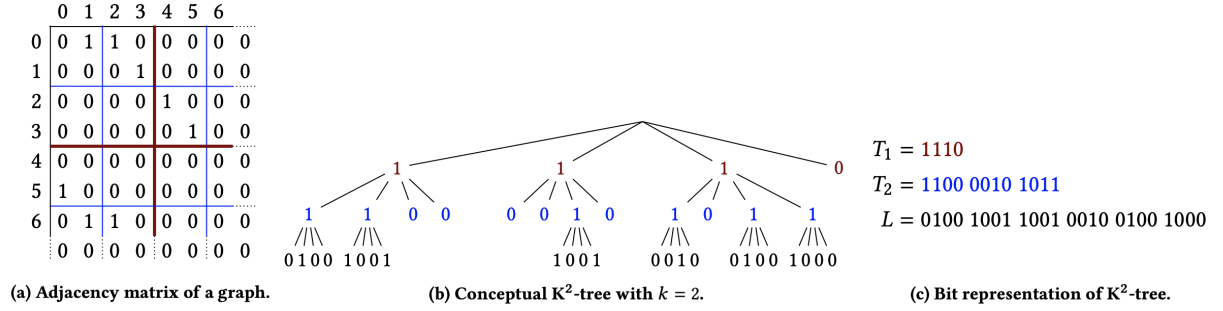 0 1 2 3 4 5 6
0 0 1 1 0 0 0 0 0
1 0 0 0 1 0 0 0 0
2 0 0 0 0 1 0 0 0
3 0 0 0 0 0 1 0 0
4 0 0 0 0 0 0 0 0
5 1 0 0 0 0 0 0 0
6 0 1 1 0 0 0 0 0
0 0 0 0 0 0 0 0
(a) Adjacency matrix of a graph.
1 1 1 0
1 1 0 0 0 0 1 0 1 0 1 1
0100 1001 1001 0010 0100 1000
(b) Conceptual K²-tree with k = 2.
T₁ = 1110
T₂ = 1100 0010 1011
L = 0100 1001 1001 0010 0100 1000
(c) Bit representation of K²-tree.